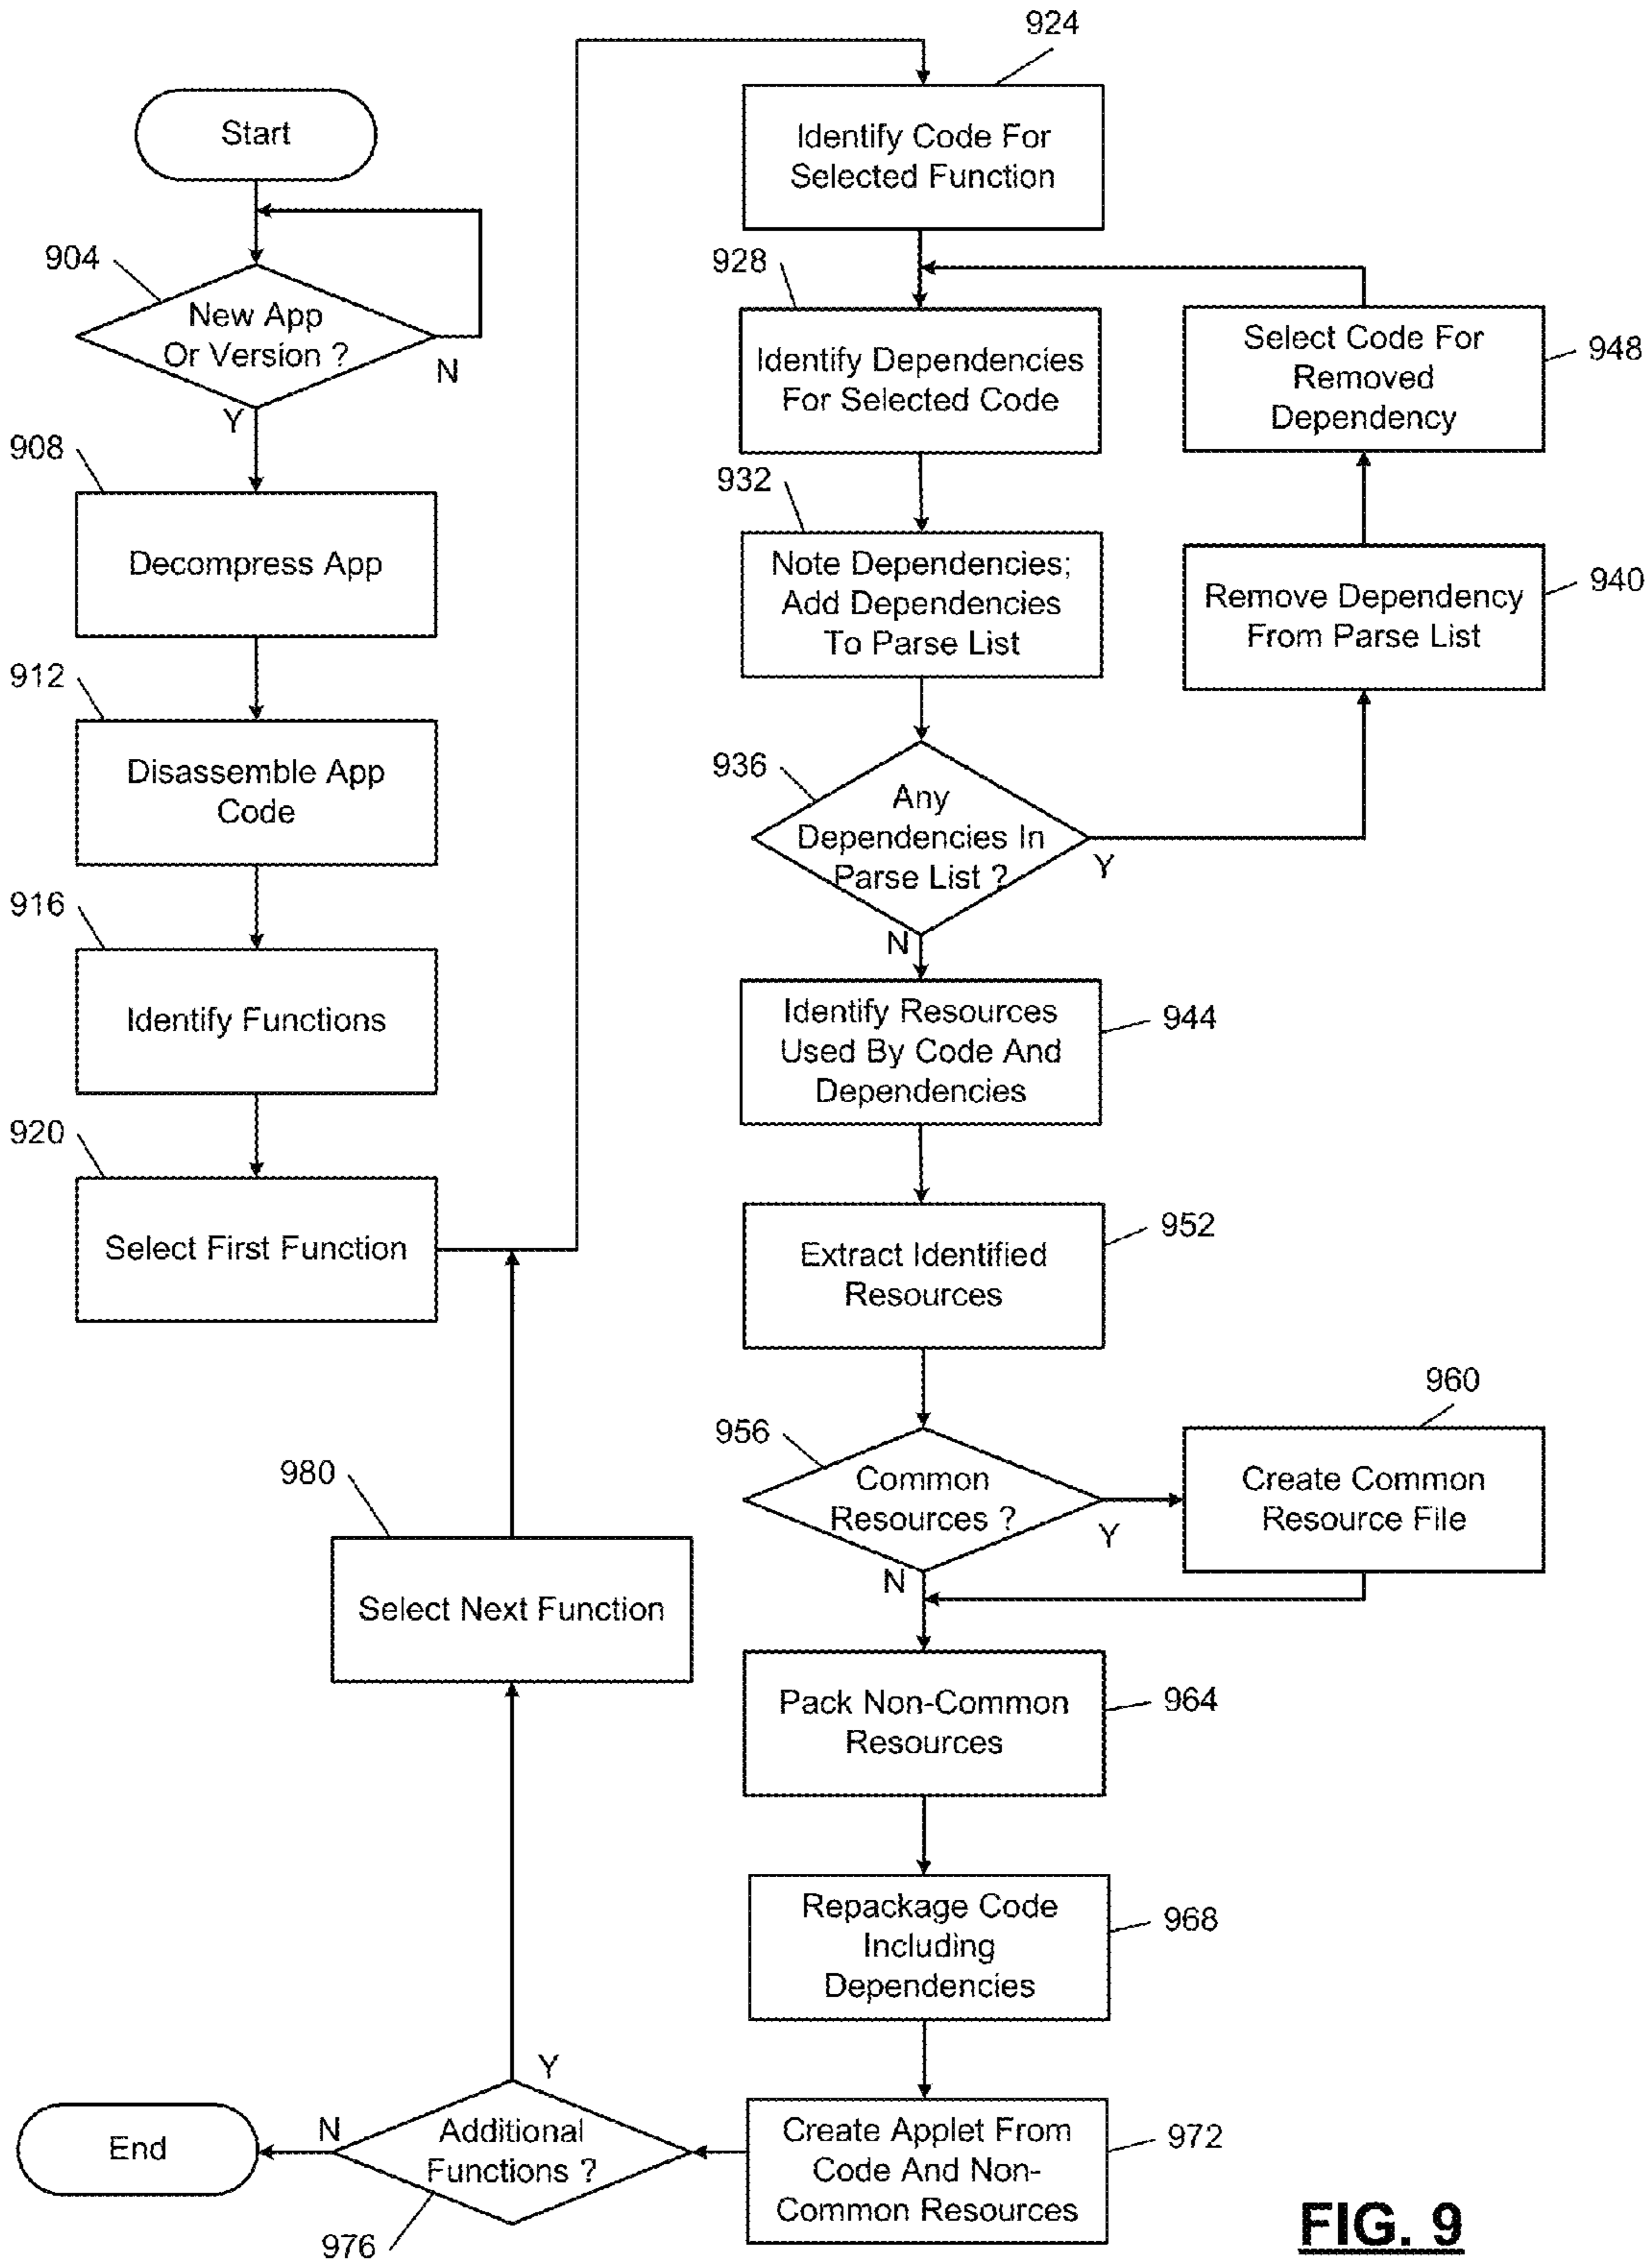 Start
904
New App
Or Version ?
N
Y
908
Decompress App
912
Disassemble App
Code
916
Identify Functions
920
Select First Function
924
Identify Code For
Selected Function
928
Identify Dependencies
For Selected Code
932
Note Dependencies;
Add Dependencies
To Parse List
936
Any
Dependencies In
Parse List ?
Y
N
940
Remove Dependency
From Parse List
948
Select Code For
Removed
Dependency
944
Identify Resources
Used By Code And
Dependencies
952
Extract Identified
Resources
956
Common
Resources ?
Y
N
960
Create Common
Resource File
964
Pack Non-Common
Resources
968
Repackage Code
Including
Dependencies
972
Create Applet From
Code And Non-
Common Resources
976
Additional
Functions ?
Y
N
980
Select Next Function
End
FIG. 9